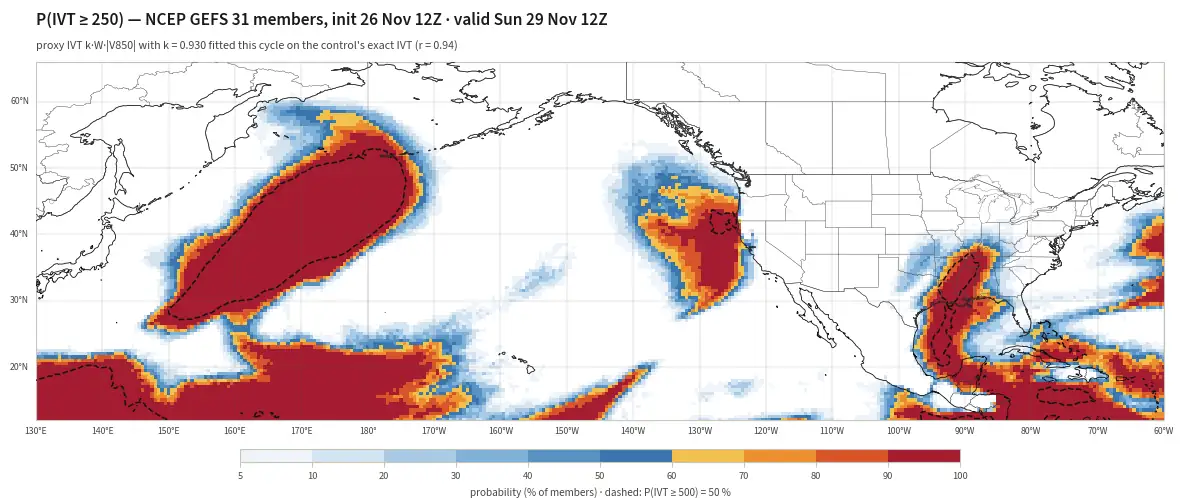 P(IVT ≥ 250) — NCEP GEFS 31 members, init 26 Nov 12Z · valid Sun 29 Nov 12Z
proxy IVT k·W·|V850| with k = 0.930 fitted this cycle on the control's exact IVT (r = 0.94)
60°N
50°N
40°N
30°N
20°N
130°E 140°E 150°E 160°E 170°E 180° 170°W 160°W 150°W 140°W 130°W 120°W 110°W 100°W 90°W 80°W 70°W 60°W
5 10 20 30 40 50 60 70 80 90 100
probability (% of members) · dashed: P(IVT ≥ 500) = 50 %